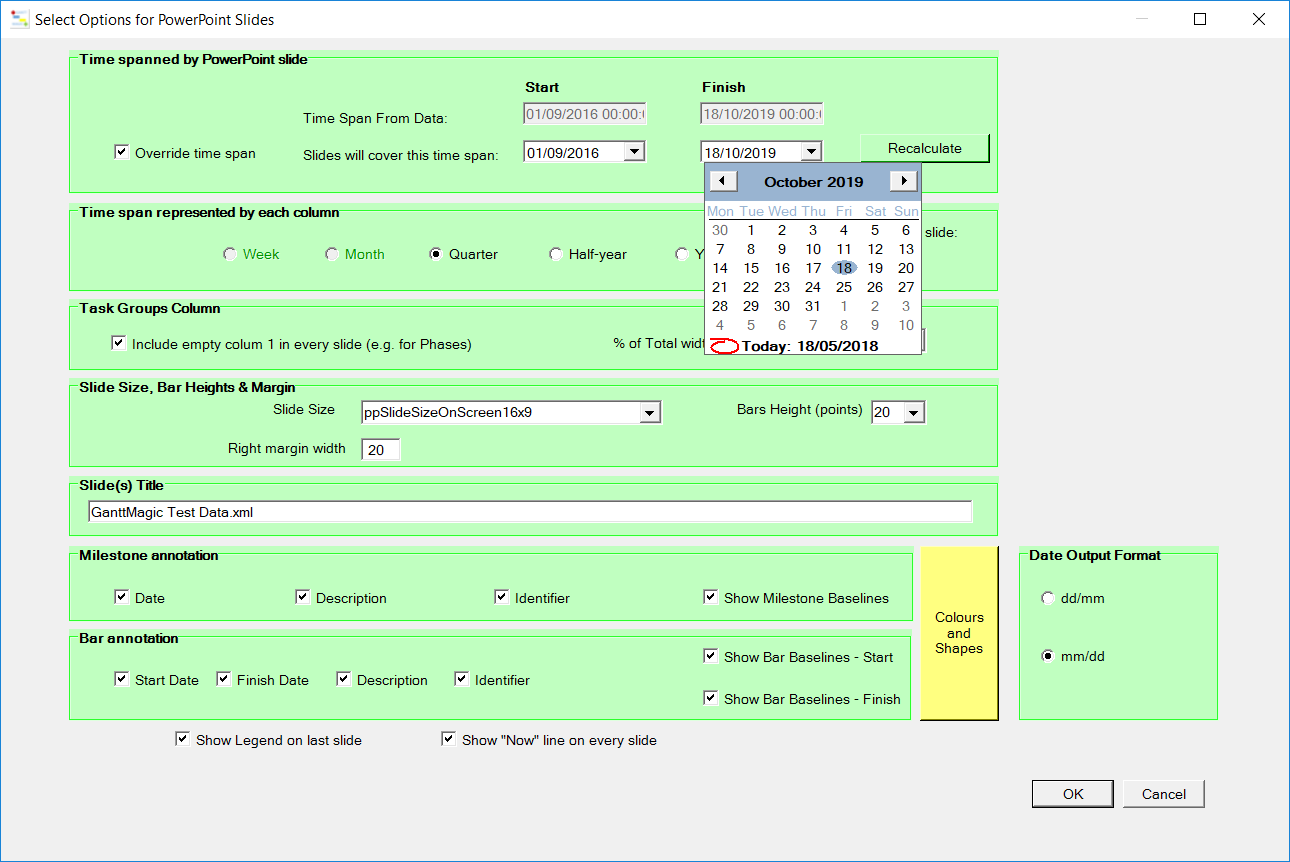 Select Options for PowerPoint Slides
Time spanned by PowerPoint slide
Start Finish
Time Span From Data: 01/09/2016 00:00: 18/10/2019 00:00:
Override time span Slides will cover this time span: 01/09/2016 18/10/2019 Recalculate
October 2019
Mon Tue Wed Thu Fri Sat Sun
30 1 2 3 4 5 6
7 8 9 10 11 12 13
14 15 16 17 18 19 20
21 22 23 24 25 26 27
28 29 30 31 1 2 3
4 5 6 7 8 9 10
Today: 18/05/2018
Time span represented by each column
slide:
Week Month Quarter Half-year Y
Task Groups Column
Include empty colum 1 in every slide (e.g. for Phases) % of Total widt
Slide Size, Bar Heights & Margin
Slide Size ppSlideSizeOnScreen16x9 Bars Height (points) 20
Right margin width 20
Slide(s) Title
GanttMagic Test Data.xml
Milestone annotation
Date Description Identifier Show Milestone Baselines
Bar annotation
Start Date Finish Date Description Identifier
Show Bar Baselines - Start
Show Bar Baselines - Finish
Colours
and
Shapes
Date Output Format
dd/mm
mm/dd
Show Legend on last slide Show "Now" line on every slide
OK Cancel